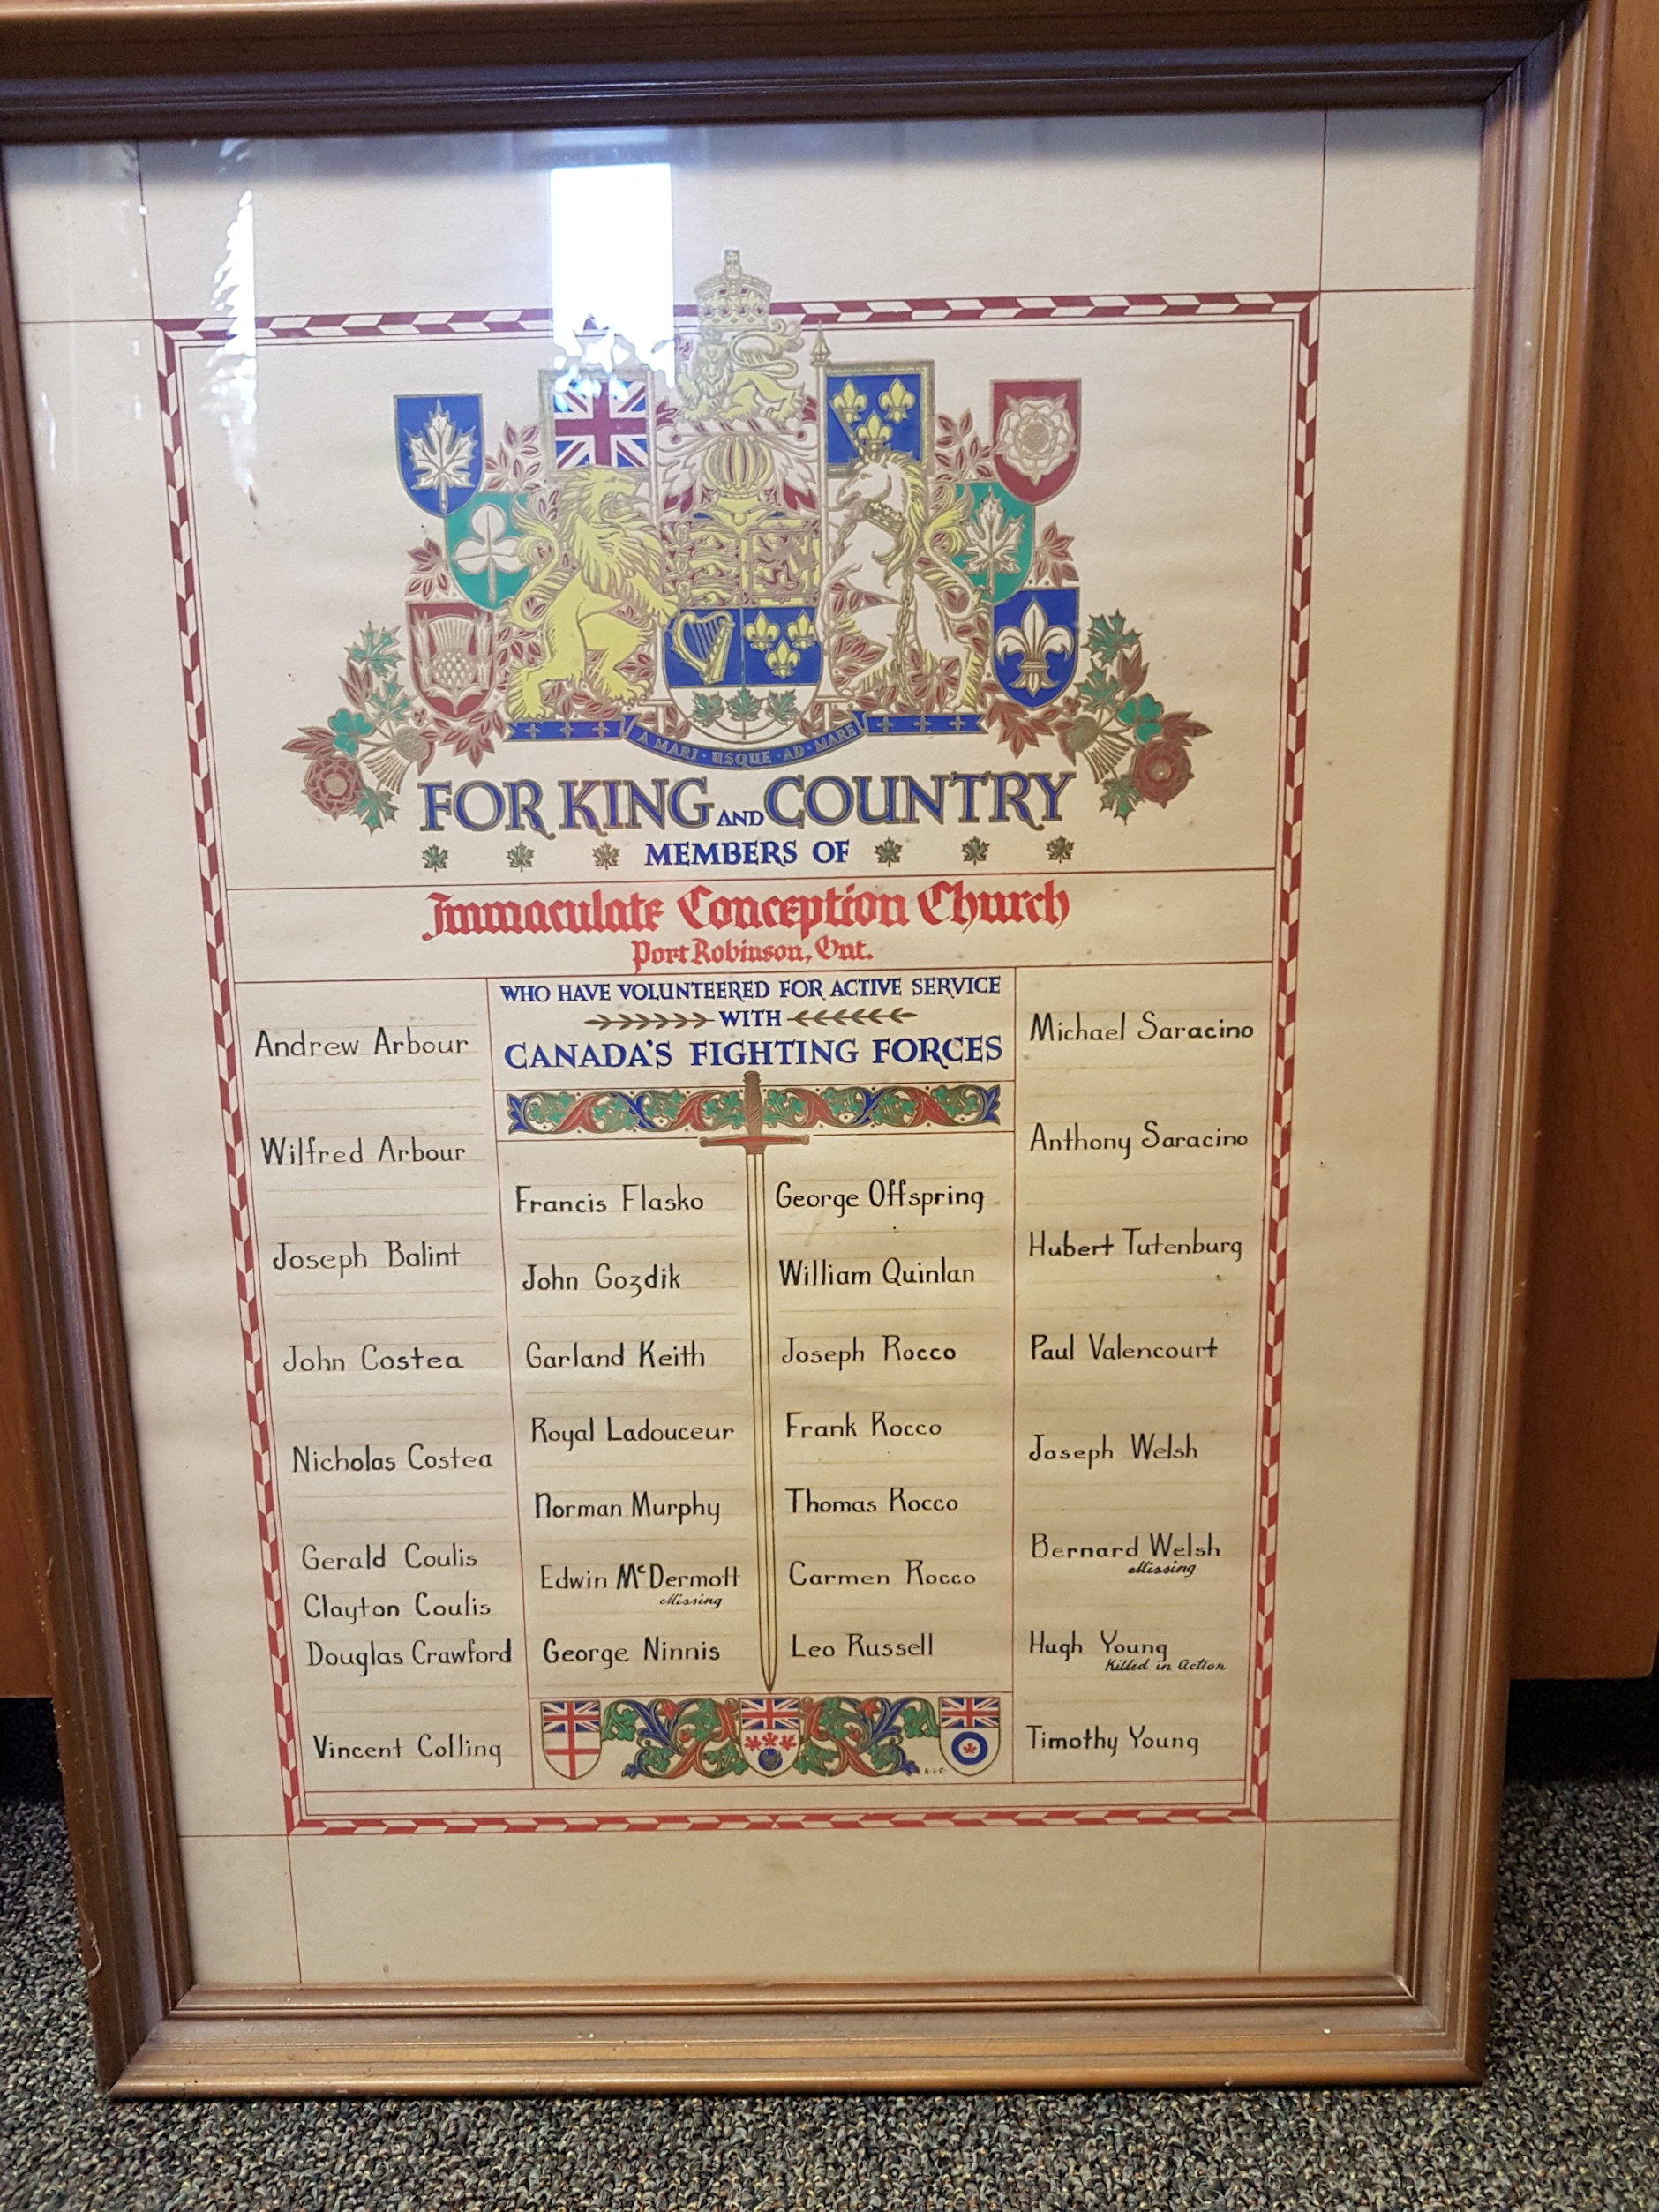 A MARI · USQUE · AD · MARE
FOR KING AND COUNTRY
MEMBERS OF
Immaculate Conception Church
Port Robinson, Ont.
WHO HAVE VOLUNTEERED FOR ACTIVE SERVICE
WITH
CANADA'S FIGHTING FORCES
Andrew Arbour
Wilfred Arbour
Joseph Balint
John Costea
Nicholas Costea
Gerald Coulis
Clayton Coulis
Douglas Crawford
Vincent Colling
Francis Flasko
John Gozdik
Garland Keith
Royal Ladouceur
Norman Murphy
Edwin McDermott
Missing
George Ninnis
George Offspring
William Quinlan
Joseph Rocco
Frank Rocco
Thomas Rocco
Carmen Rocco
Leo Russell
Michael Saracino
Anthony Saracino
Hubert Tutenburg
Paul Valencourt
Joseph Welsh
Bernard Welsh
Missing
Hugh Young
Killed in Action
Timothy Young